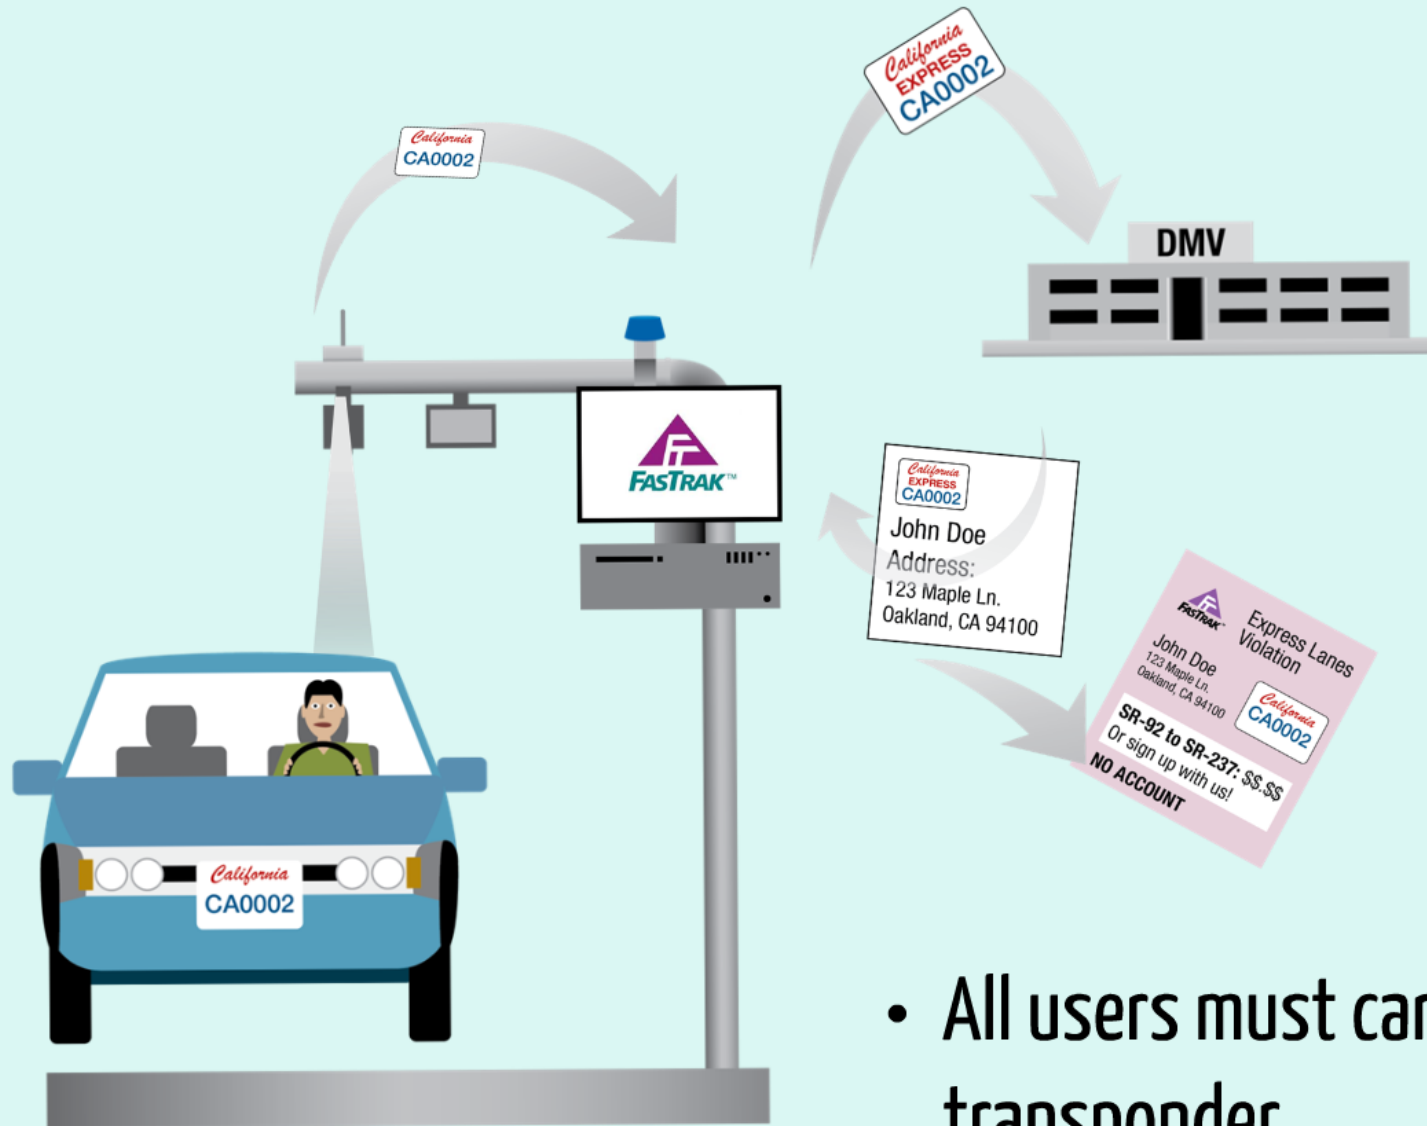 California
CA0002
California
EXPRESS
CA0002
DMV
FASTRAK™
California
EXPRESS
CA0002
John Doe
Address:
123 Maple Ln.
Oakland, CA 94100
FASTRAK
Express Lanes
Violation
John Doe
123 Maple Ln.
Oakland, CA 94100
California
CA0002
SR-92 to SR-237: $$.$$
Or sign up with us!
NO ACCOUNT
California
CA0002
• All users must
transponder